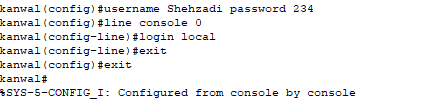 kanwal(config)#username Shehzadi password 234
kanwal(config)#line console 0
kanwal(config-line)#login local
kanwal(config-line)#exit
kanwal(config)#exit
kanwal#
%SYS-5-CONFIG_I: Configured from console by console